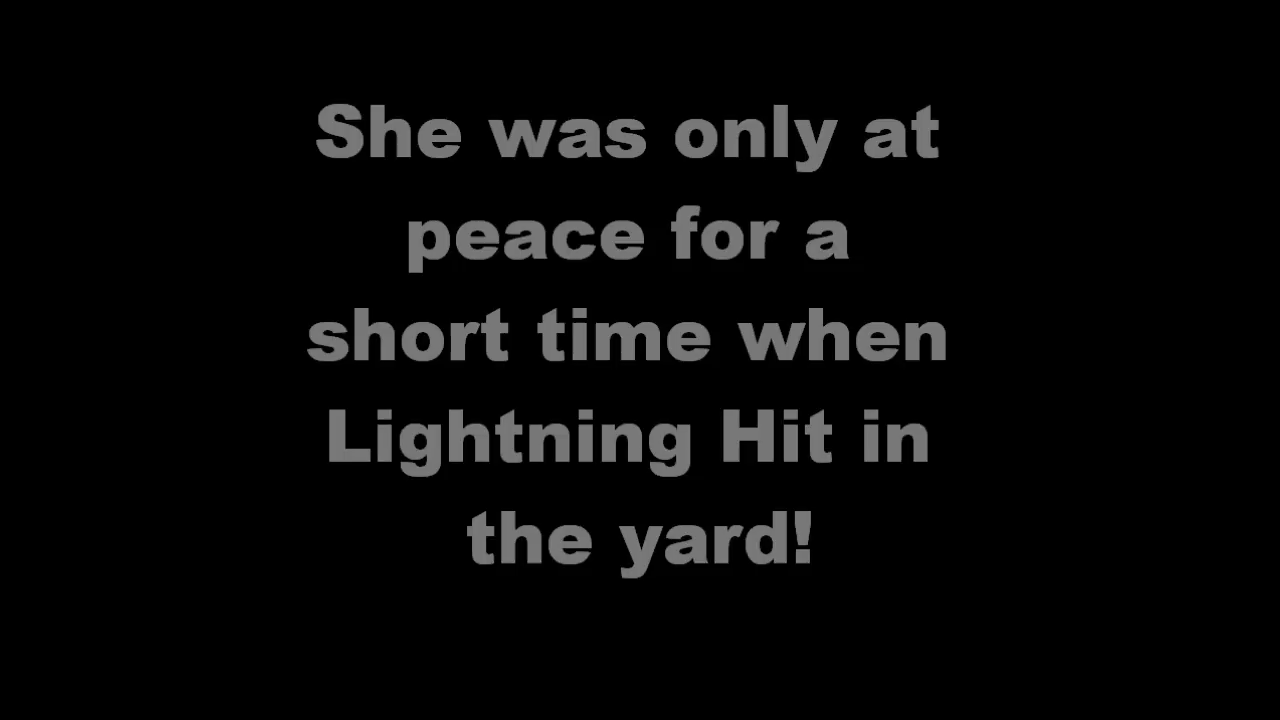 She was only at
peace for a
short time when
Lightning Hit in
the yard!